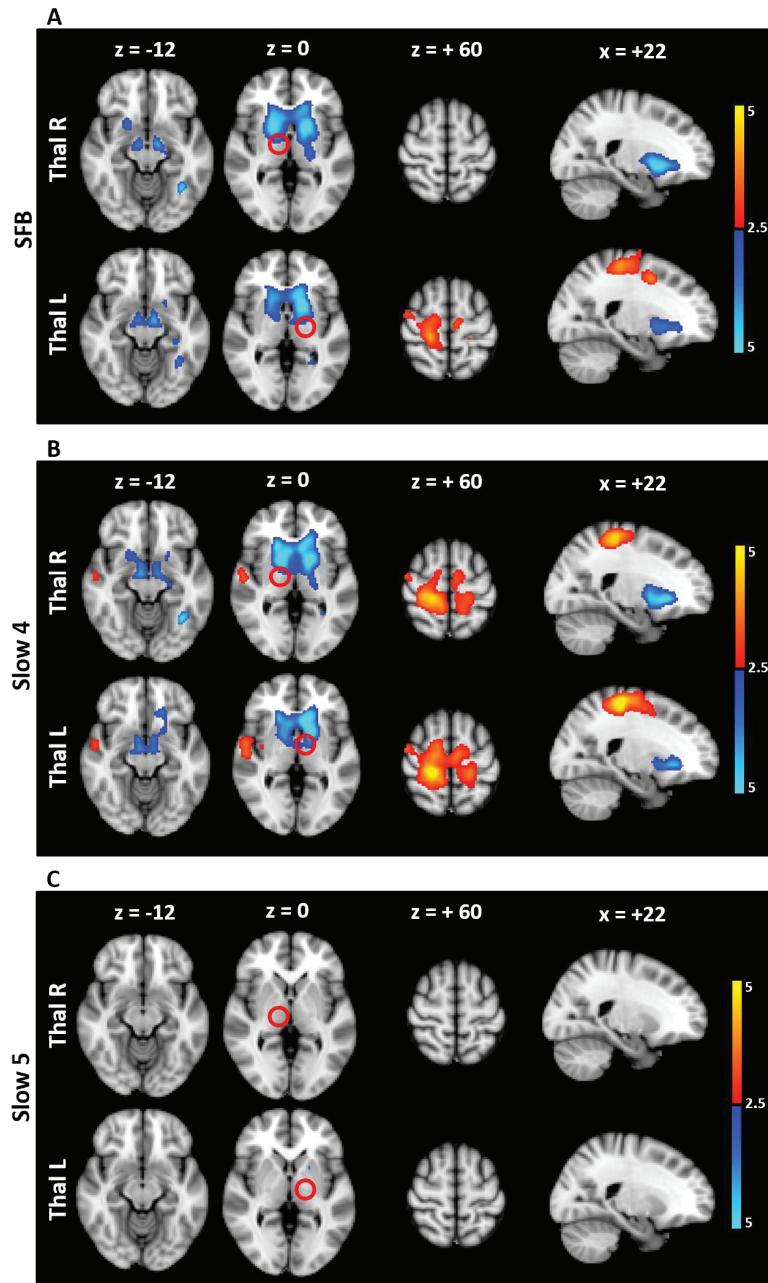 A
z = -12 z = 0 z = + 60 x = +22
SFB
Thal R
Thal L
5
2.5
5
B
z = -12 z = 0 z = + 60 x = +22
Slow 4
Thal R
Thal L
5
2.5
5
C
z = -12 z = 0 z = + 60 x = +22
Slow 5
Thal R
Thal L
5
2.5
5